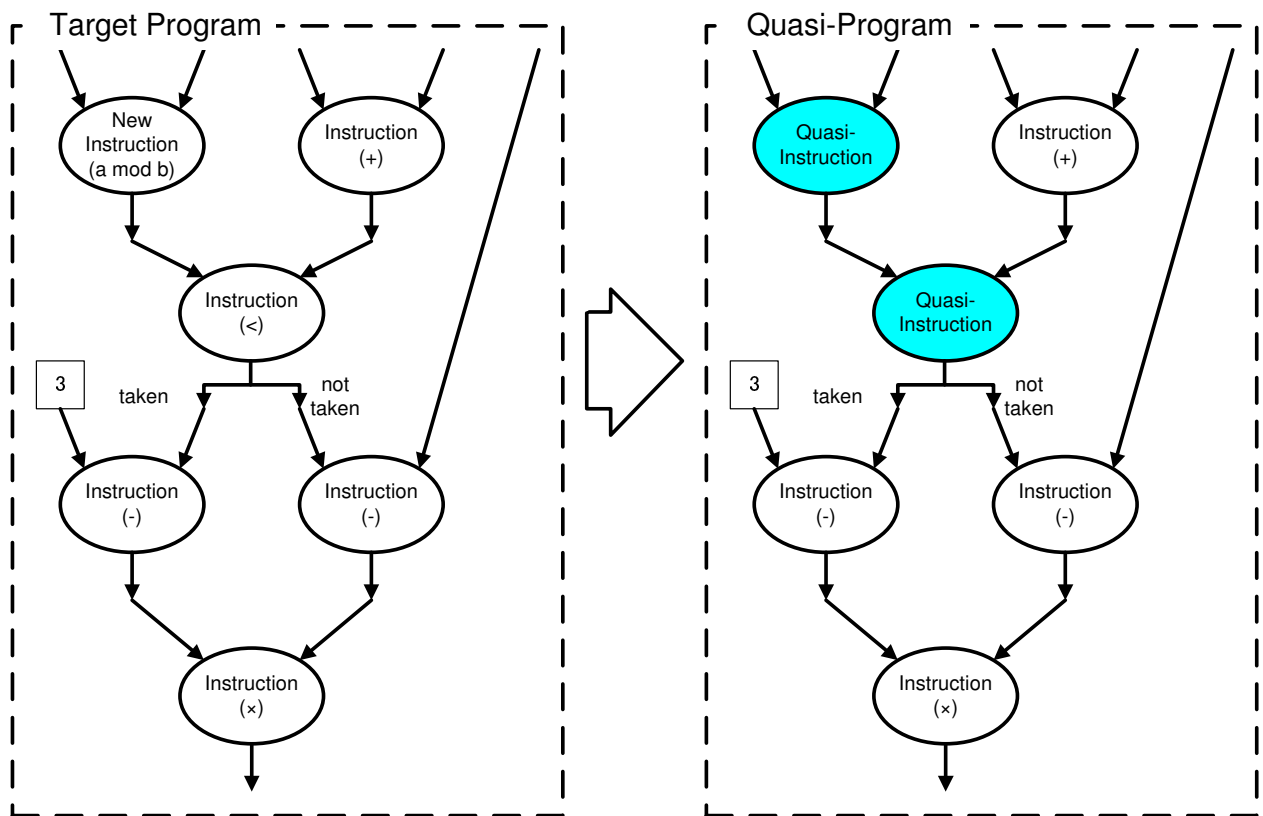 Target Program
New
Instruction
(a mod b)
Instruction
(+)
Instruction
(<)
3
taken
not
taken
Instruction
(-)
Instruction
(-)
Instruction
(×)
Quasi-Program
Quasi-
Instruction
Instruction
(+)
Quasi-
Instruction
3
taken
not
taken
Instruction
(-)
Instruction
(-)
Instruction
(×)